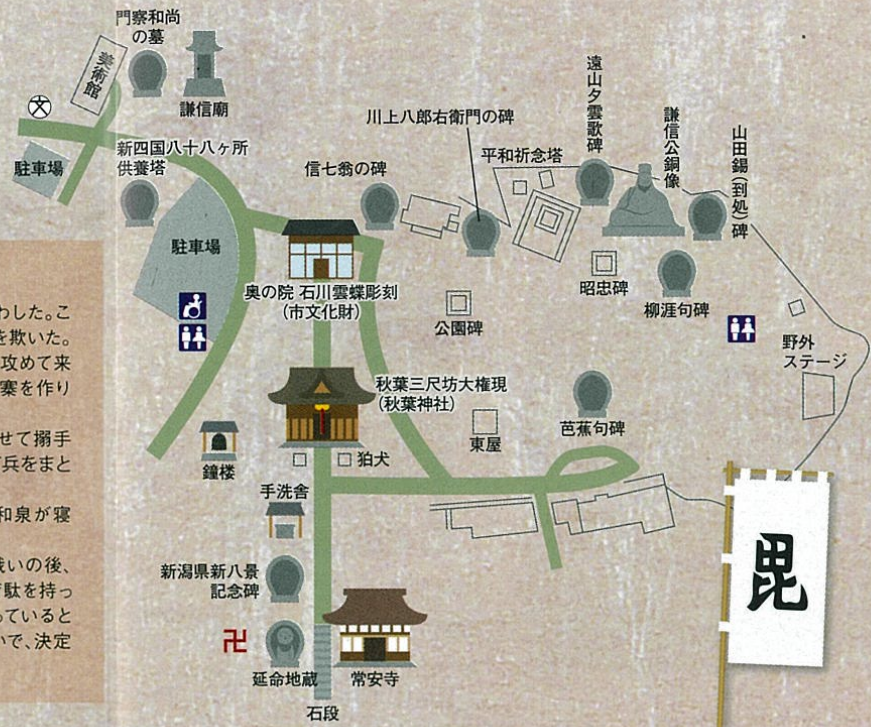 門察和尚
の墓
美術館
謙信廟
文
駐車場
新四国八十八ヶ所
供養塔
駐車場
信七翁の碑
川上八郎右衛門の碑
平和祈念塔
遠山夕雲歌碑
謙信公銅像
山田錫(到処)碑
奥の院 石川雲蝶彫刻
(市文化財)
公園碑
昭忠碑
柳涯句碑
野外
ステージ
秋葉三尺坊大権現
(秋葉神社)
東屋
芭蕉句碑
鐘楼
狛犬
手洗舎
新潟県新八景
記念碑
卍
延命地蔵
常安寺
石段
毘
わした。こ
を欺いた。
攻めて来
寨を作り
せて搦手
兵をまと
和泉が寝
戦いの後、
駄を持っ
っていると
いで、決定